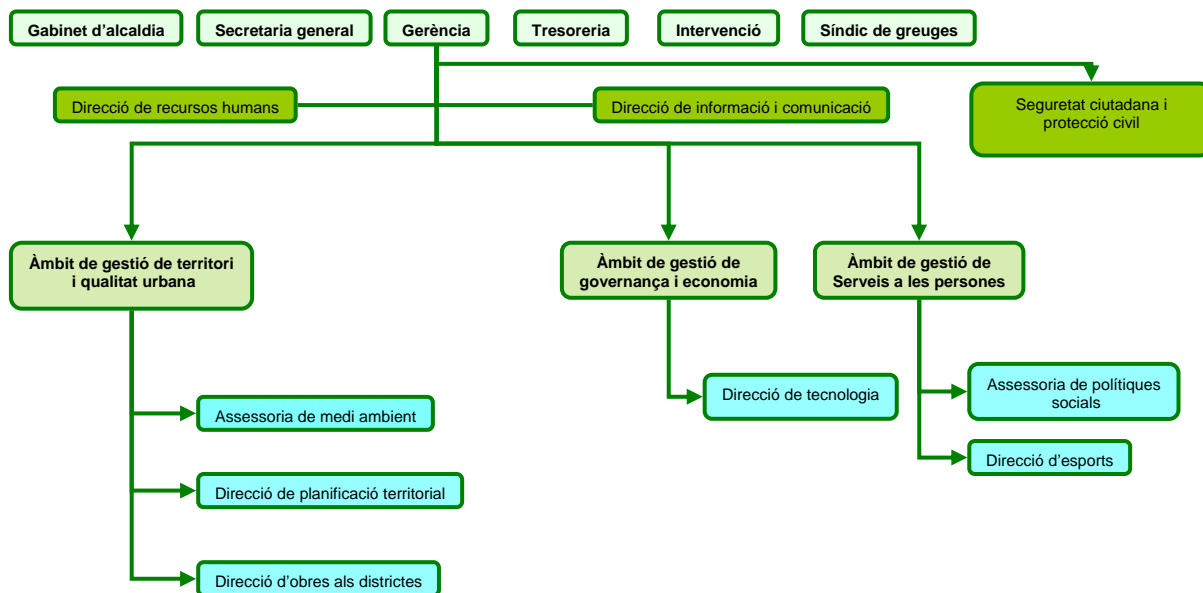 Gabinet d'alcaldia
Secretaria general
Gerència
Tresoreria
Intervenció
Síndic de greuges
Direcció de recursos humans
Direcció de informació i comunicació
Seguretat ciutadana i
protecció civil
Àmbit de gestió de territori
i qualitat urbana
Àmbit de gestió de
governança i economia
Àmbit de gestió de
Serveis a les persones
Assessoria de medi ambient
Direcció de planificació territorial
Direcció d'obres als districtes
Direcció de tecnologia
Assessoria de polítiques
socials
Direcció d'esports